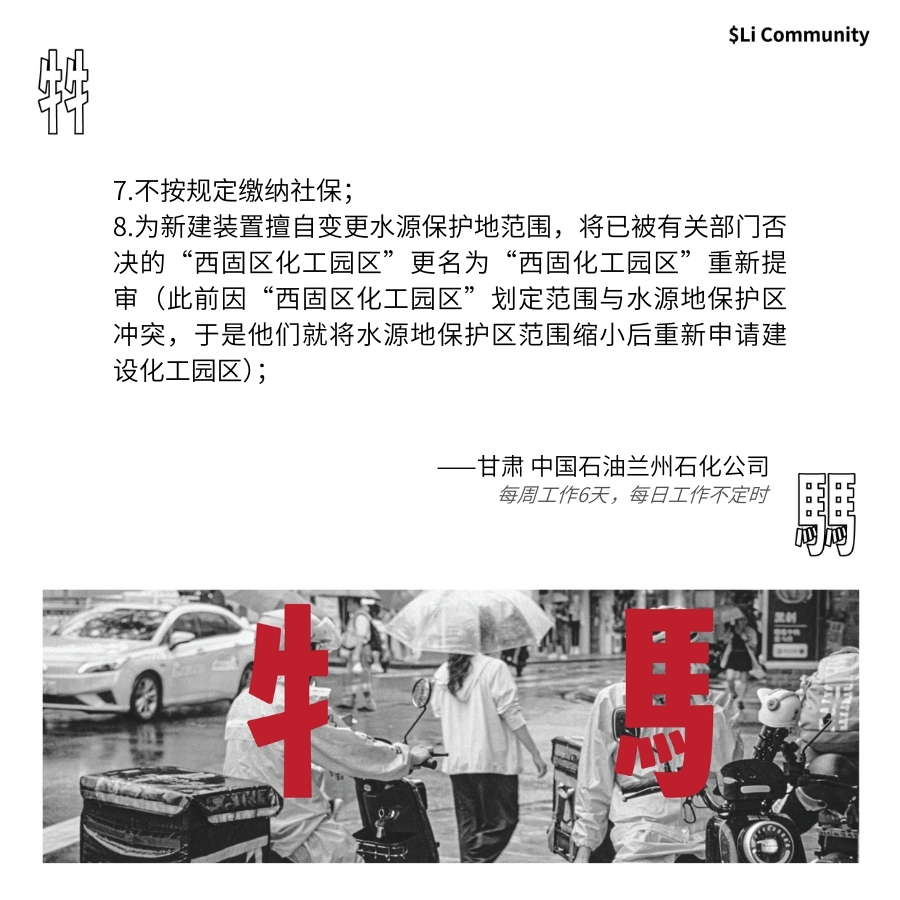 $Li Community
牛牛
7.不按规定缴纳社保；
8.为新建装置擅自变更水源保护地范围，将已被有关部门否
决的“西固区化工园区”更名为“西固化工园区”重新提
审（此前因“西固区化工园区”划定范围与水源地保护区
冲突，于是他们就将水源地保护区范围缩小后重新申请建
设化工园区）；
——甘肃 中国石油兰州石化公司
每周工作6天，每日工作不定时
馬馬
牛 馬